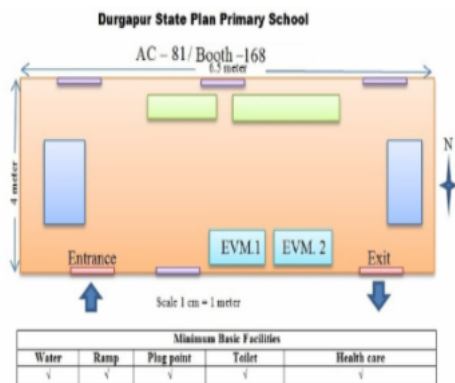 Durgapur State Plan Primary School
AC – 81/ Booth –168
6.5 meter
4 meter
N
EVM.1 EVM. 2
Entrance Exit
Scale 1 cm = 1 meter
Minimum Basic Facilities
Water Ramp Plug point Toilet Health care
√ √ √ √ √